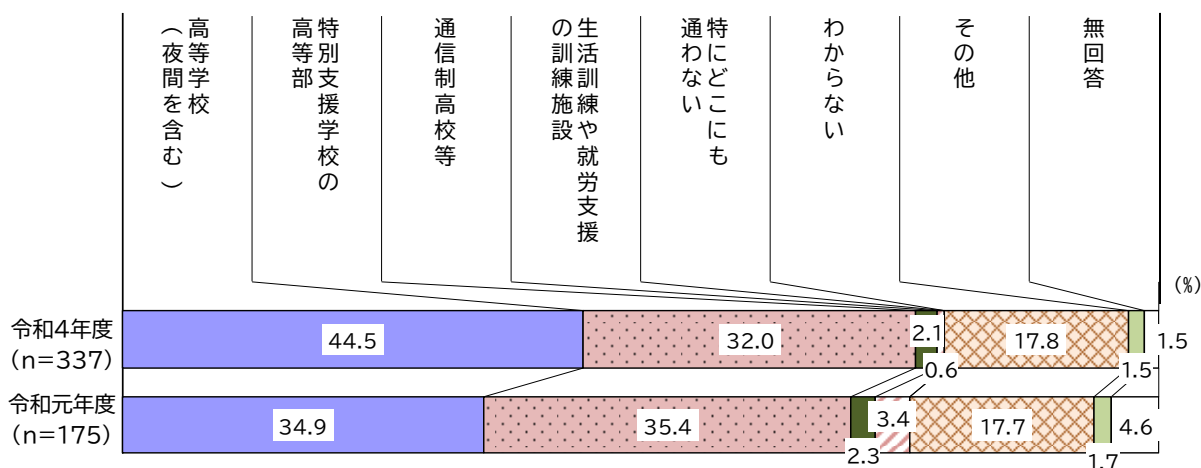 高等学校
（夜間を含む）
特別支援学校の
高等部
通信制高校等
生活訓練や就労支援
の訓練施設
特にどこにも
通わない
わからない
その他
無回答
(%)
令和4年度
(n=337)
44.5
32.0
2.1
0.6
17.8
1.5
1.5
令和元年度
(n=175)
34.9
35.4
2.3
3.4
17.7
1.7
4.6